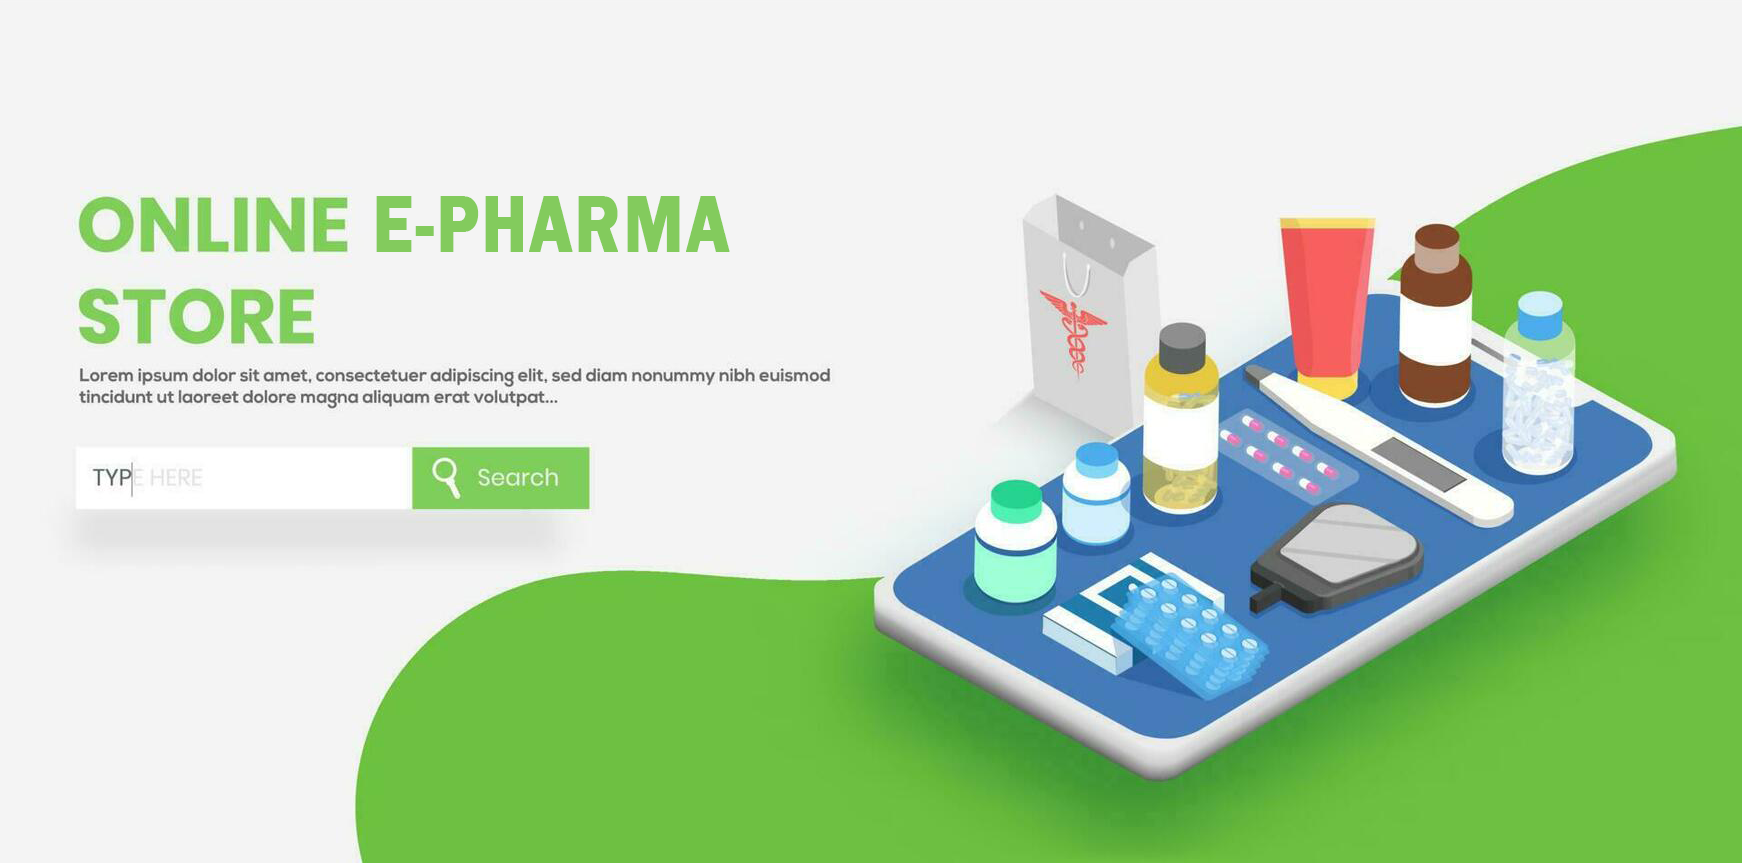 ONLINE E-PHARMA
STORE
Lorem ipsum dolor sit amet, consectetuer adipiscing elit, sed diam nonummy nibh euismod
tincidunt ut laoreet dolore magna aliquam erat volutpat...
TYPE HERE Search